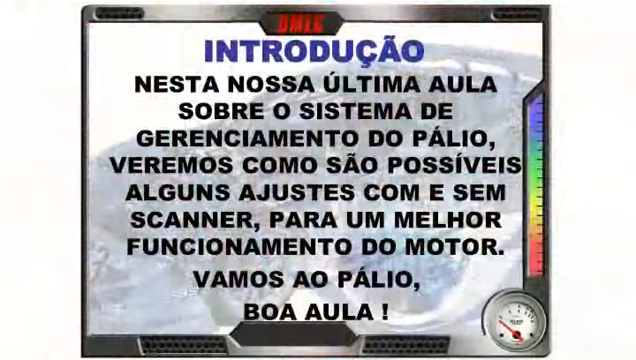 DMLC
INTRODUÇÃO
NESTA NOSSA ÚLTIMA AULA
SOBRE O SISTEMA DE
GERENCIAMENTO DO PÁLIO,
VEREMOS COMO SÃO POSSÍVEIS
ALGUNS AJUSTES COM E SEM
SCANNER, PARA UM MELHOR
FUNCIONAMENTO DO MOTOR.
VAMOS AO PÁLIO,
BOA AULA !